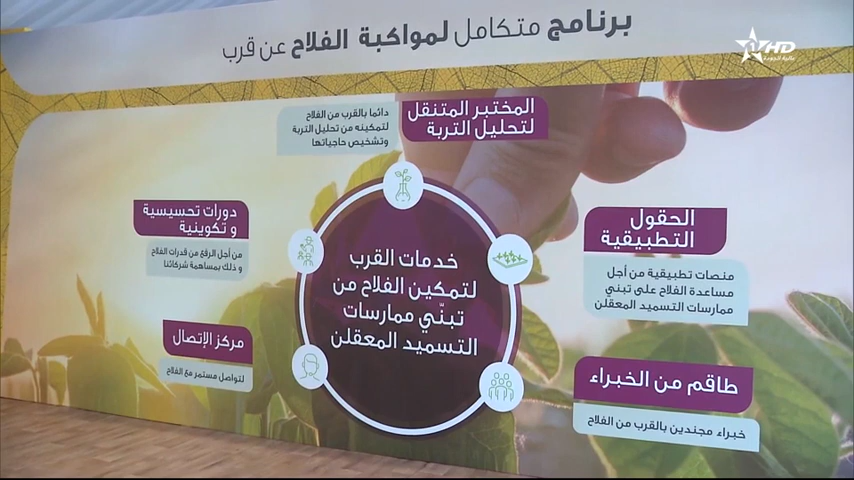 برنامج متكامل لمواكبة الفلاح عن قرب
HD
عالية الجودة
المختبر المتنقل
لتحليل التربة
دائما بالقرب من الفلاح
لتمكينه من تحليل التربة
وتشخيص حاجياتها
الحقول
التطبيقية
منصات تطبيقية من أجل
مساعدة الفلاح على تبني
ممارسات التسميد المعقلن
طاقم من الخبراء
خبراء مجندين بالقرب من الفلاح
خدمات القرب
لتمكين الفلاح من
تبنّي ممارسات
التسميد المعقلن
دورات تحسيسية
و تكوينية
من أجل الرفع من قدرات الفلاح
و ذلك بمساهمة شركائنا
مركز الإتصال
لتواصل مستمر مع الفلاح